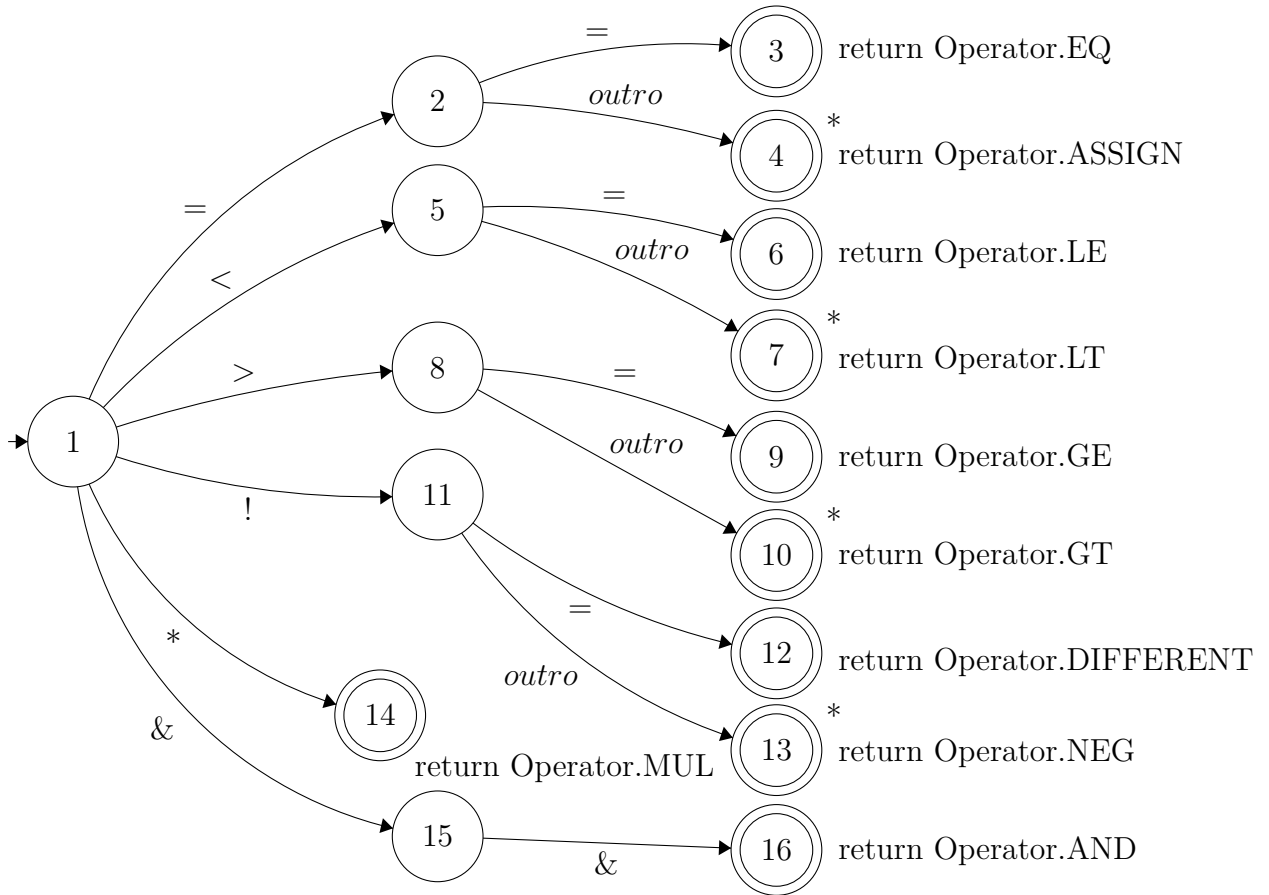 =
3
return Operator.EQ
2
outro
*
4
return Operator.ASSIGN
=
5
=
6
return Operator.LE
outro
<
*
7
return Operator.LT
>
8
=
1
outro
9
return Operator.GE
!
11
*
10
return Operator.GT
=
12
return Operator.DIFFERENT
*
outro
14
*
13
return Operator.NEG
&
return Operator.MUL
15
&
16
return Operator.AND